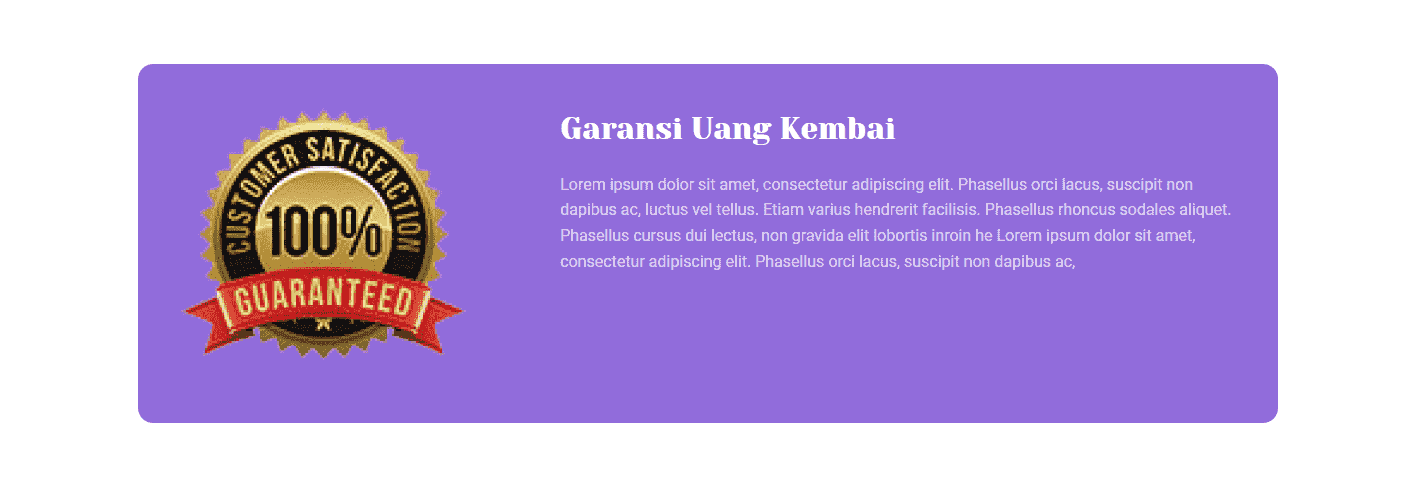 CUSTOMER SATISFACTION
100%
GUARANTEED
Garansi Uang Kembai
Lorem ipsum dolor sit amet, consectetur adipiscing elit. Phasellus orci lacus, suscipit non
dapibus ac, luctus vel tellus. Etiam varius hendrerit facilisis. Phasellus rhoncus sodales aliquet.
Phasellus cursus dui lectus, non gravida elit lobortis inroin he Lorem ipsum dolor sit amet,
consectetur adipiscing elit. Phasellus orci lacus, suscipit non dapibus ac,